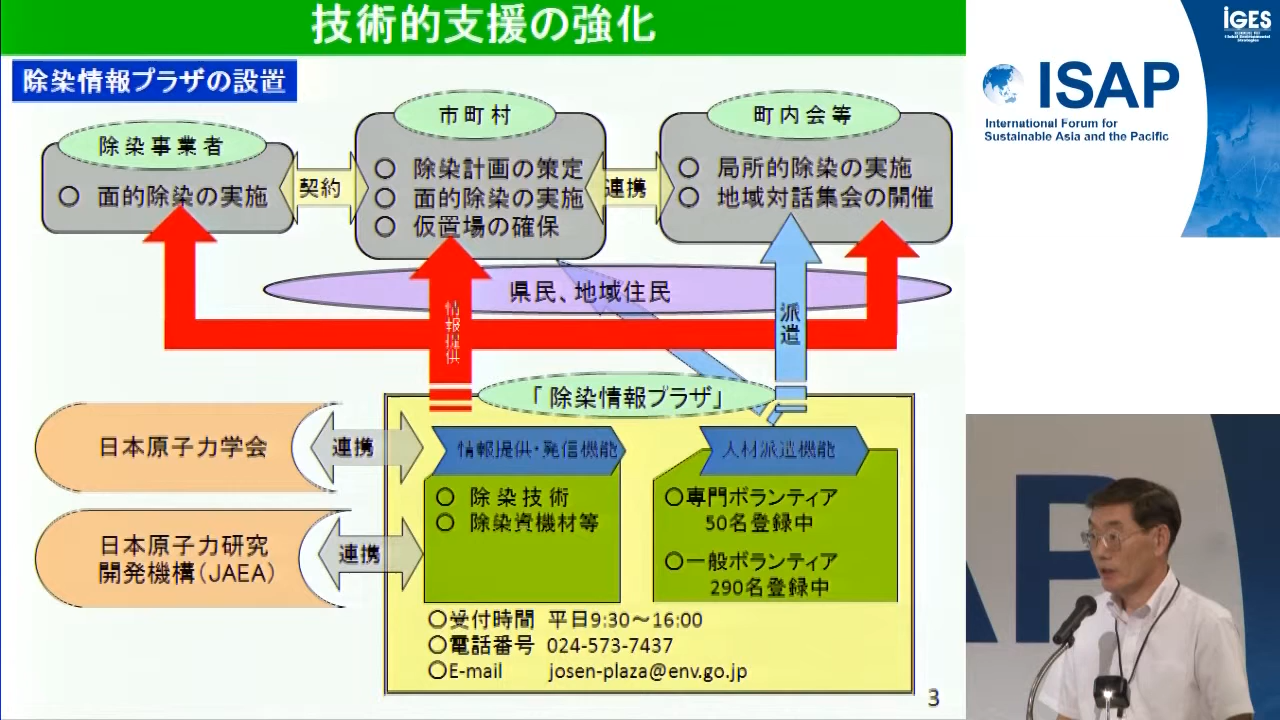 技術的支援の強化
除染情報プラザの設置
除染事業者
○ 面的除染の実施
契約
市町村
○ 除染計画の策定
○ 面的除染の実施
○ 仮置場の確保
連携
町内会等
○ 局所的除染の実施
○ 地域対話集会の開催
県民、地域住民
情報提供
派遣
「除染情報プラザ」
日本原子力学会
連携
日本原子力研究
開発機構(JAEA)
連携
情報提供・発信機能
○ 除染技術
○ 除染資機材等
人材派遣機能
○専門ボランティア
50名登録中
○一般ボランティア
290名登録中
○受付時間 平日9:30～16:00
○電話番号 024-573-7437
○E-mail josen-plaza@env.go.jp
3
iGES
ISAP
International Forum for
Sustainable Asia and the Pacific
AP